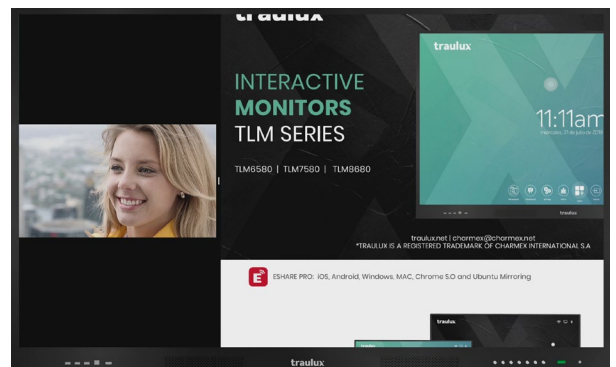 traulux
traulux
INTERACTIVE
MONITORS
TLM SERIES
TLM6580 | TLM7580 | TLM8680
11:11am
traulux
traulux.net | charmex@charmex.net
*TRAULUX IS A REGISTERED TRADEMARK OF CHARMEX INTERNATIONAL S.A
E
ESHARE PRO: iOS, Android, Windows, MAC, Chrome S.O and Ubuntu Mirroring
traulux
traulux